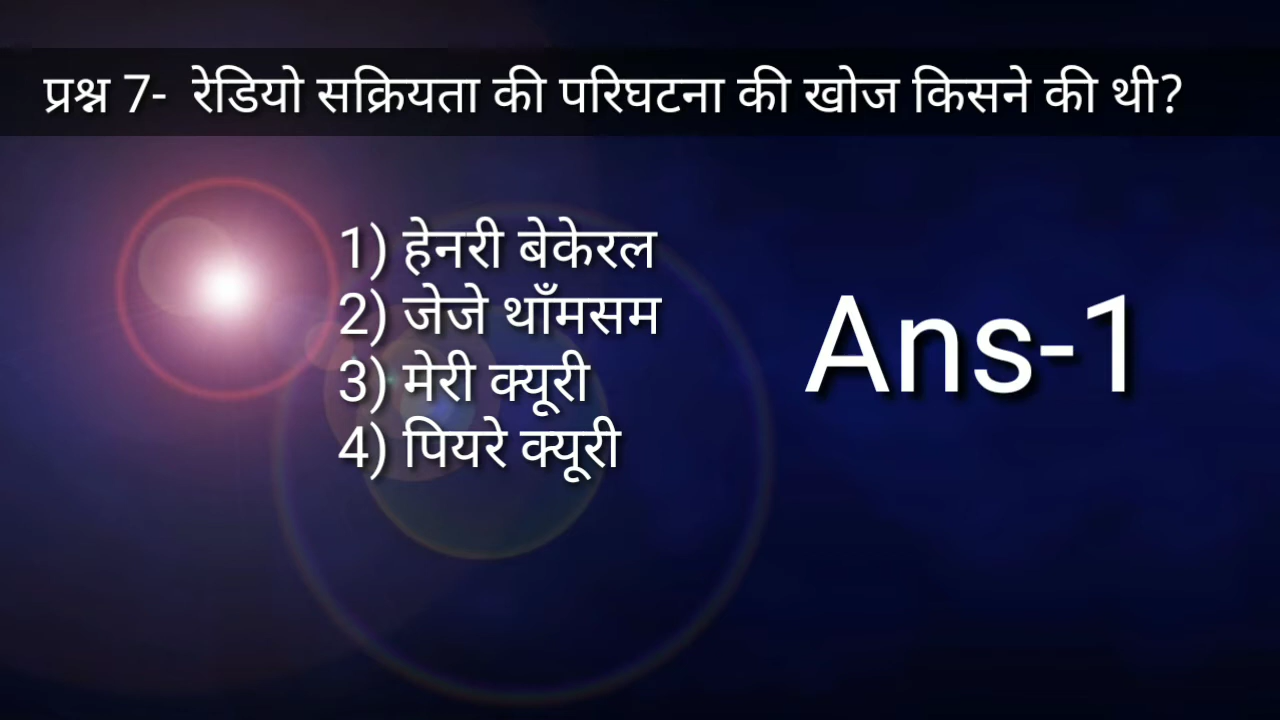 प्रश्न 7- रेडियो सक्रियता की परिघटना की खोज किसने की थी?
1) हेनरी बेकेरल
2) जेजे थाँमसम
3) मेरी क्यूरी
4) पियरे क्यूरी
Ans-1